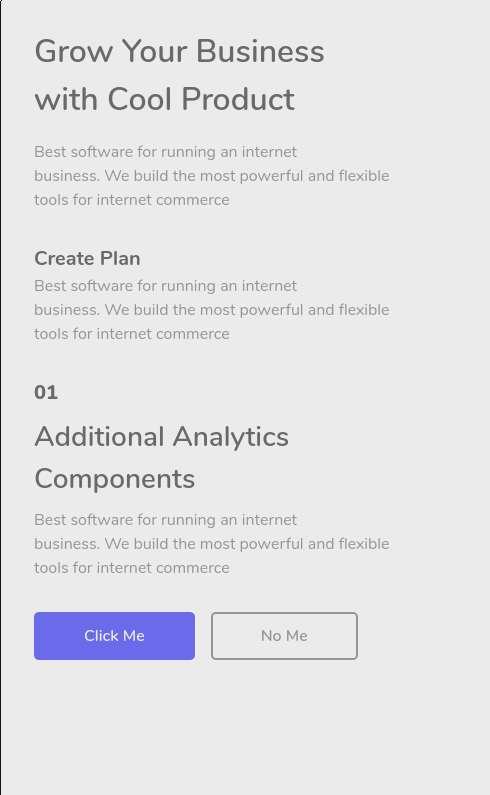 Grow Your Business
with Cool Product
Best software for running an internet
business. We build the most powerful and flexible
tools for internet commerce
Create Plan
Best software for running an internet
business. We build the most powerful and flexible
tools for internet commerce
01
Additional Analytics
Components
Best software for running an internet
business. We build the most powerful and flexible
tools for internet commerce
Click Me
No Me